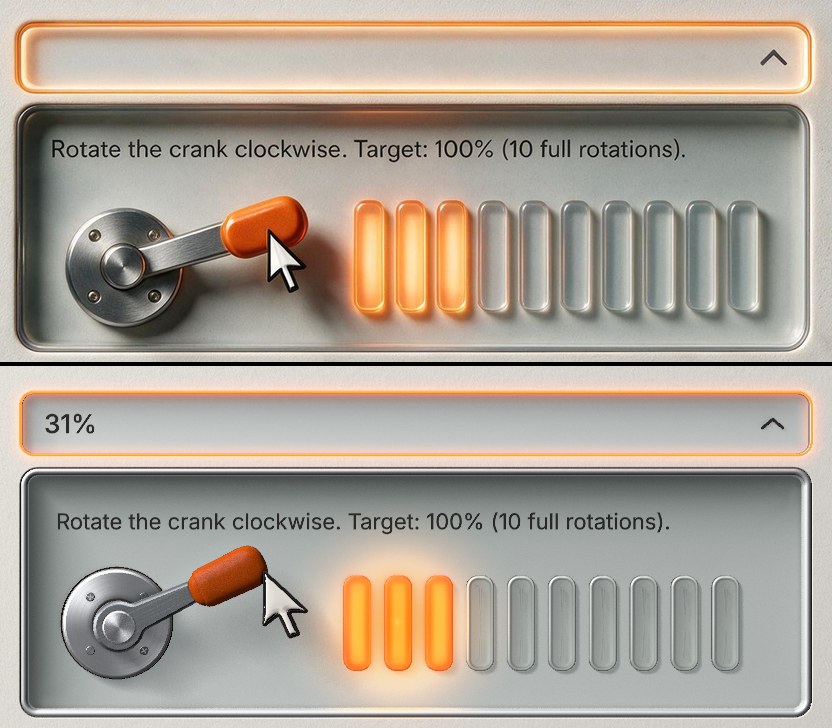 Rotate the crank clockwise. Target: 100% (10 full rotations).
31%
Rotate the crank clockwise. Target: 100% (10 full rotations).